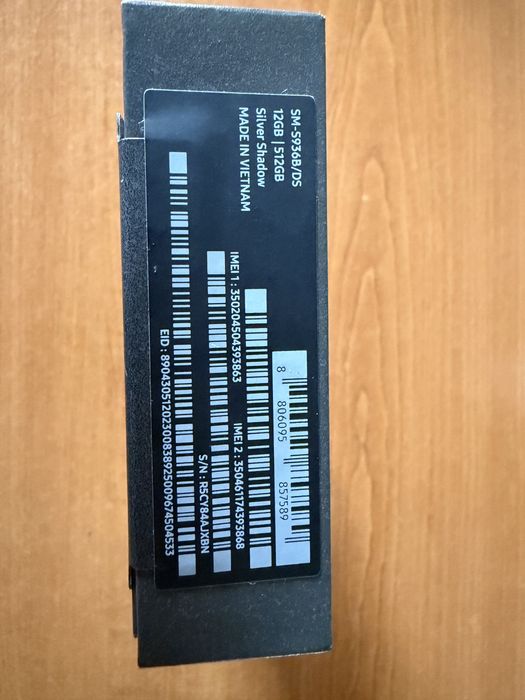 SM-S936B/DS
12GB | 512GB
Silver Shadow
MADE IN VIETNAM
8 806095 857589
IMEI 1 : 350204504393863
IMEI 2 : 350461174393868
S/N : R5CY84AJXBN
EID : 89043051202300838925009674504533